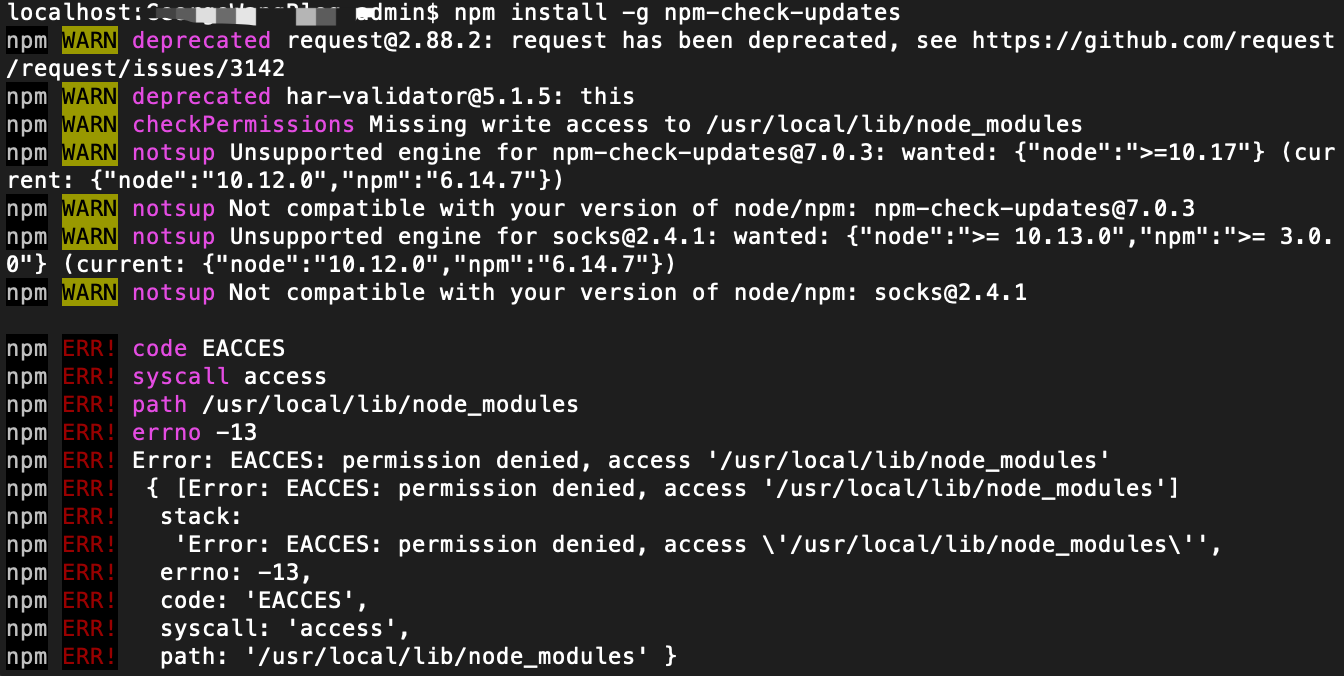 localhost: admin$ npm install -g npm-check-updates
npm WARN deprecated request@2.88.2: request has been deprecated, see https://github.com/request
/request/issues/3142
npm WARN deprecated har-validator@5.1.5: this
npm WARN checkPermissions Missing write access to /usr/local/lib/node_modules
npm WARN notsup Unsupported engine for npm-check-updates@7.0.3: wanted: {"node":">=10.17"} (cur
rent: {"node":"10.12.0","npm":"6.14.7"})
npm WARN notsup Not compatible with your version of node/npm: npm-check-updates@7.0.3
npm WARN notsup Unsupported engine for socks@2.4.1: wanted: {"node":">= 10.13.0","npm":">= 3.0.
0"} (current: {"node":"10.12.0","npm":"6.14.7"})
npm WARN notsup Not compatible with your version of node/npm: socks@2.4.1
npm ERR! code EACCES
npm ERR! syscall access
npm ERR! path /usr/local/lib/node_modules
npm ERR! errno -13
npm ERR! Error: EACCES: permission denied, access '/usr/local/lib/node_modules'
npm ERR!  { [Error: EACCES: permission denied, access '/usr/local/lib/node_modules']
npm ERR!   stack:
npm ERR!    'Error: EACCES: permission denied, access \'/usr/local/lib/node_modules\'',
npm ERR!   errno: -13,
npm ERR!   code: 'EACCES',
npm ERR!   syscall: 'access',
npm ERR!   path: '/usr/local/lib/node_modules' }